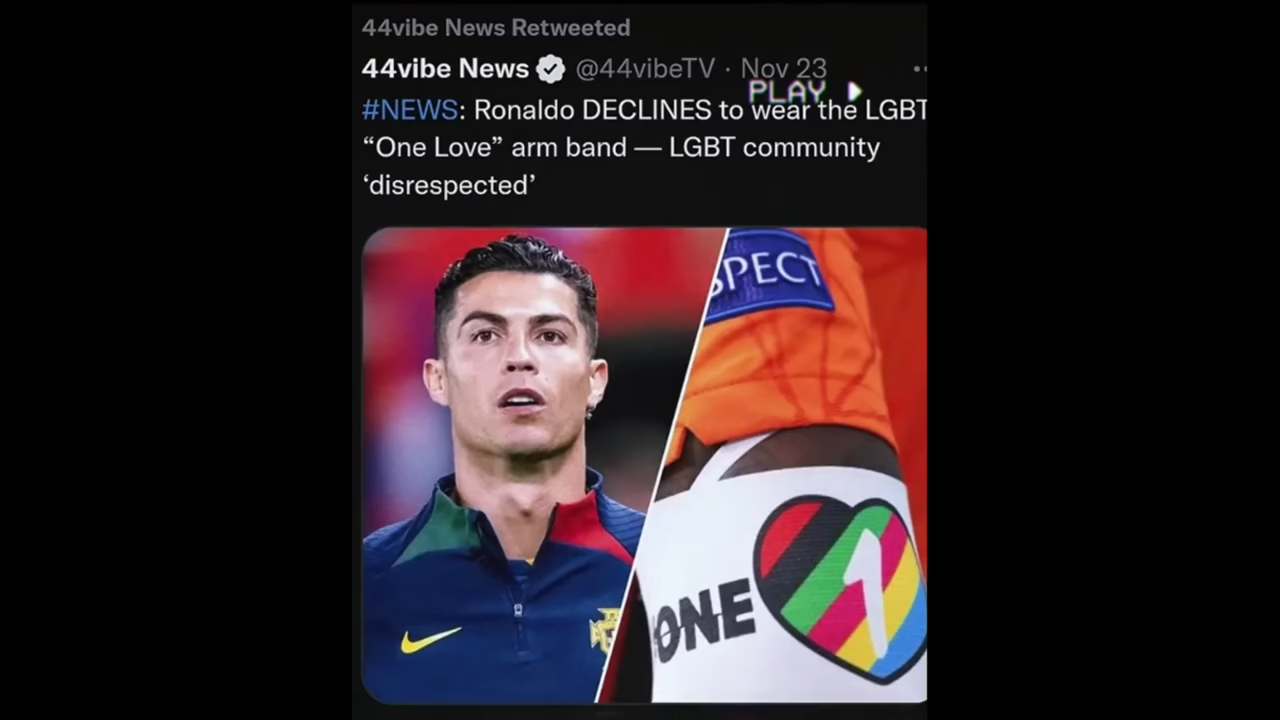 44vibe News Retweeted
44vibe News @44vibeTV · Nov 23
PLAY
#NEWS: Ronaldo DECLINES to wear the LGBT
“One Love” arm band — LGBT community
‘disrespected’
SPECT
ONE
1